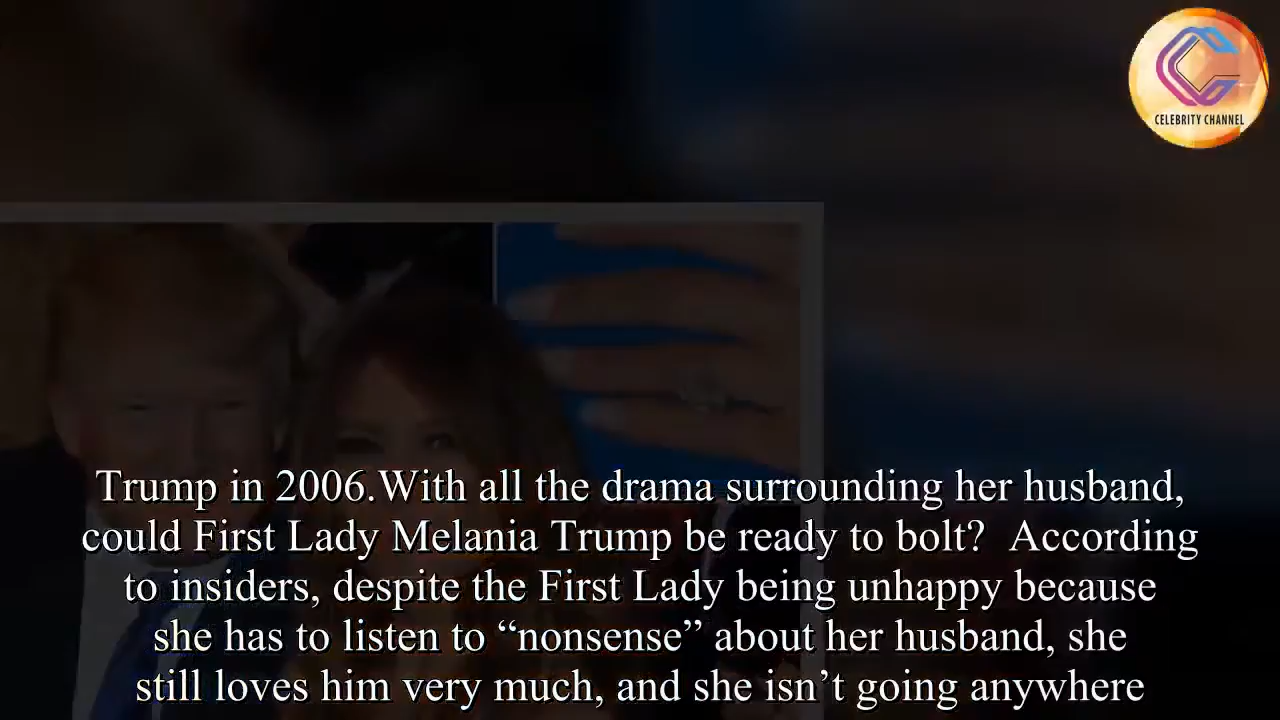 CELEBRITY CHANNEL
Trump in 2006.With all the drama surrounding her husband,
could First Lady Melania Trump be ready to bolt?  According
to insiders, despite the First Lady being unhappy because
she has to listen to “nonsense” about her husband, she
still loves him very much, and she isn’t going anywhere